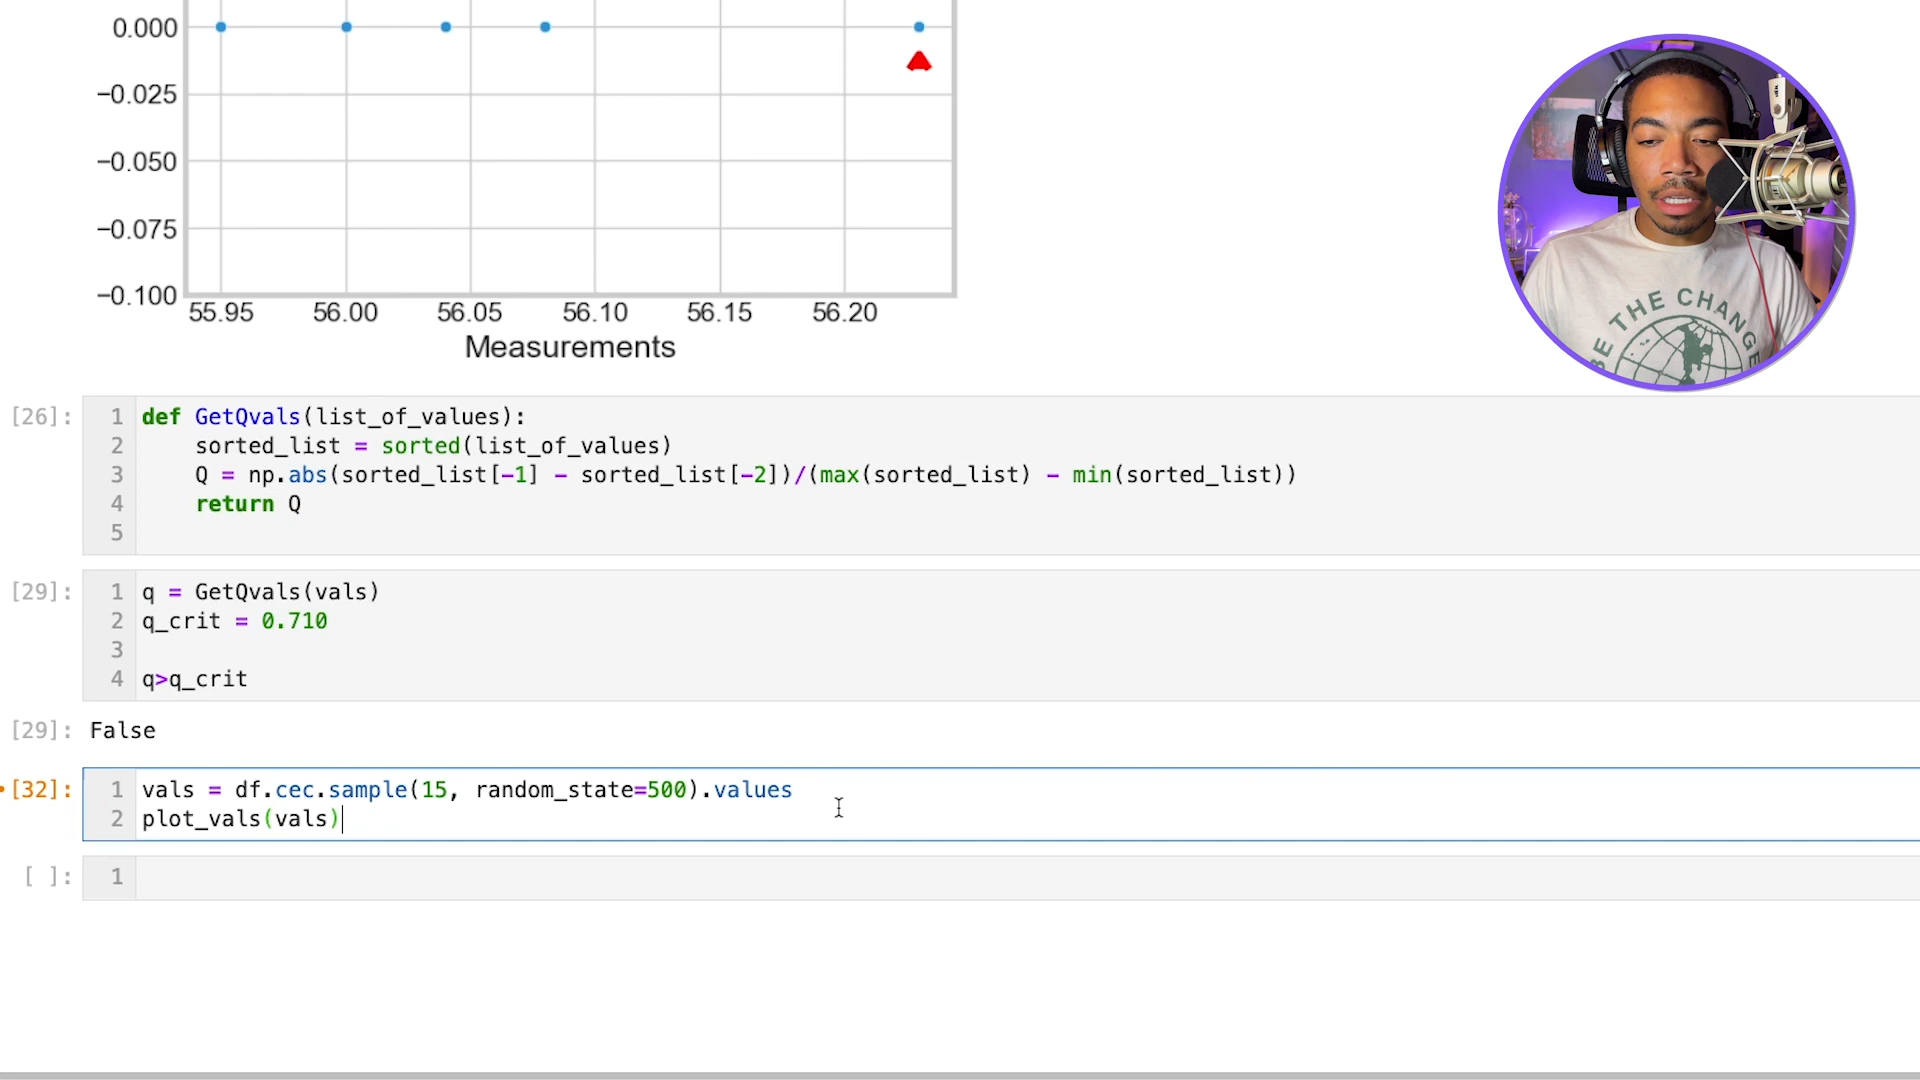 0.000
−0.025
−0.050
−0.075
−0.100
55.95 56.00 56.05 56.10 56.15 56.20
Measurements
BE THE CHANGE
[26]:
1 def GetQvals(list_of_values):
2 sorted_list = sorted(list_of_values)
3 Q = np.abs(sorted_list[-1] - sorted_list[-2])/(max(sorted_list) - min(sorted_list))
4 return Q
5
[29]:
1 q = GetQvals(vals)
2 q_crit = 0.710
3
4 q>q_crit
[29]: False
[32]:
1 vals = df.cec.sample(15, random_state=500).values
2 plot_vals(vals)
[ ]: 1